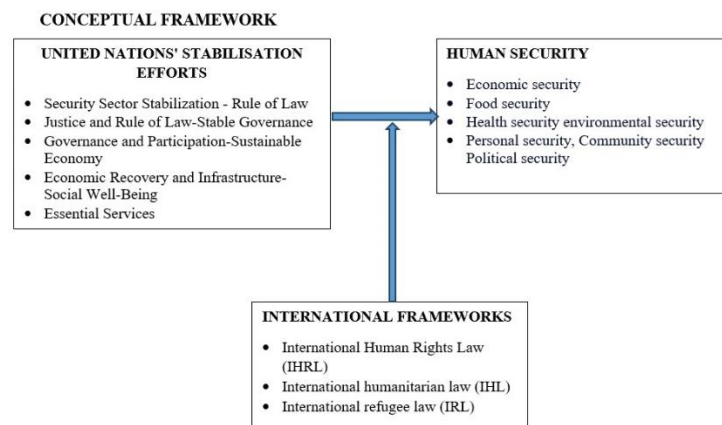 CONCEPTUAL FRAMEWORK
UNITED NATIONS' STABILISATION
EFFORTS
• Security Sector Stabilization - Rule of Law
• Justice and Rule of Law-Stable Governance
• Governance and Participation-Sustainable
Economy
• Economic Recovery and Infrastructure-
Social Well-Being
• Essential Services
HUMAN SECURITY
• Economic security
• Food security
• Health security environmental security
• Personal security, Community security
Political security
INTERNATIONAL FRAMEWORKS
• International Human Rights Law
(IHRL)
• International humanitarian law (IHL)
• International refugee law (IRL)